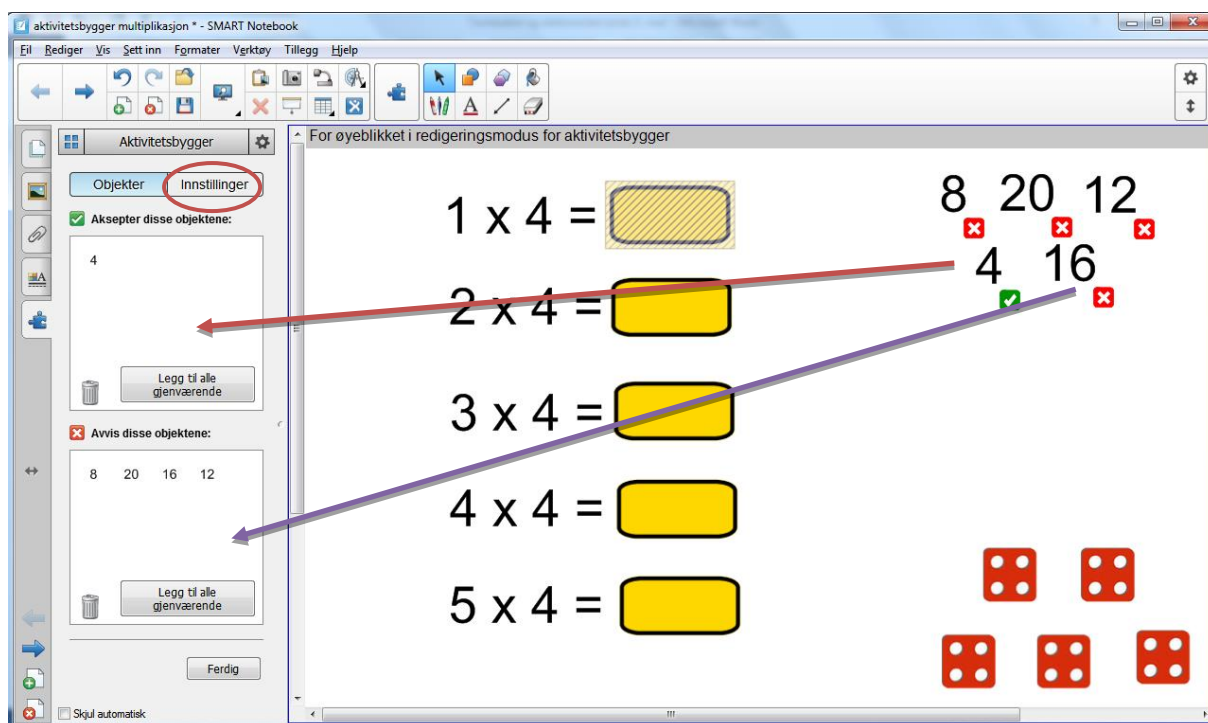 aktivitetsbygger multiplikasjon * - SMART Notebook
Fil Rediger Vis Sett inn Formater Verktøy Tillegg Hjelp
Aktivitetsbygger
Objekter Innstillinger
Aksepter disse objektene:
4
Legg til alle
gjenværende
Avvis disse objektene:
8 20 16 12
Legg til alle
gjenværende
Ferdig
Skjul automatisk
For øyeblikket i redigeringsmodus for aktivitetsbygger
1 x 4 =
2 x 4 =
3 x 4 =
4 x 4 =
5 x 4 =
8 20 12
4 16